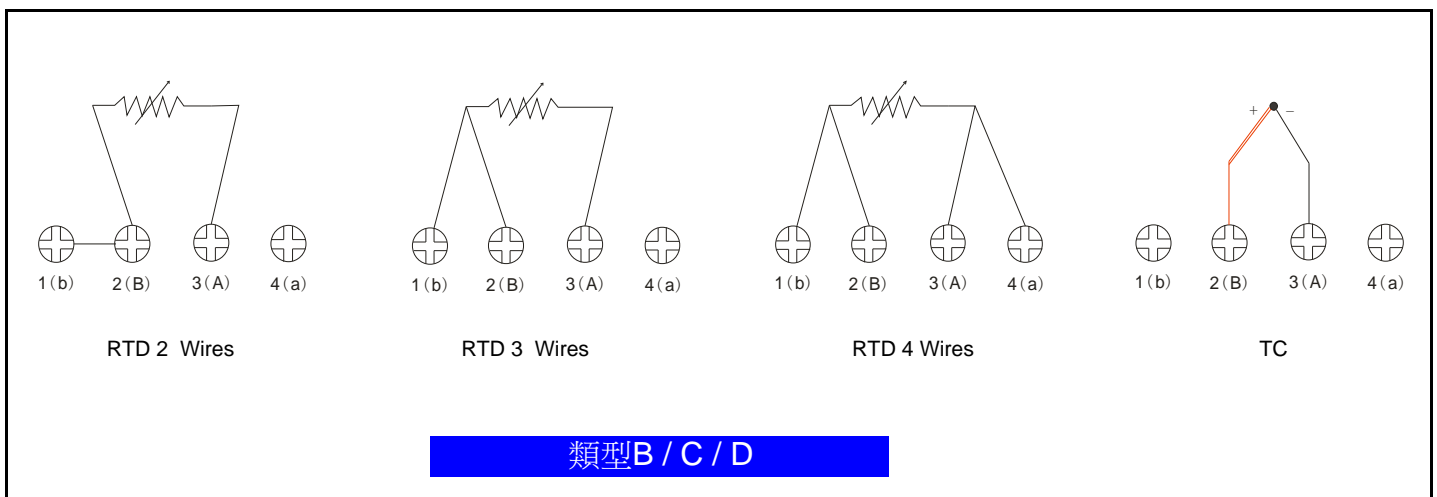 + −
1(b) 2(B) 3(A) 4(a) 1(b) 2(B) 3(A) 4(a) 1(b) 2(B) 3(A) 4(a) 1(b) 2(B) 3(A) 4(a)
RTD 2 Wires RTD 3 Wires RTD 4 Wires TC
類型B / C / D